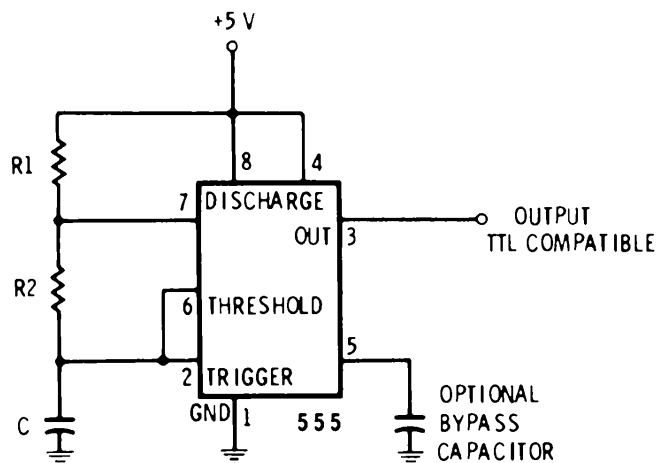 +5 V
R1
8
4
7
DISCHARGE
OUT
3
OUTPUT
TTL COMPATIBLE
R2
6
THRESHOLD
5
2
TRIGGER
GND
1
555
C
OPTIONAL
BYPASS
CAPACITOR